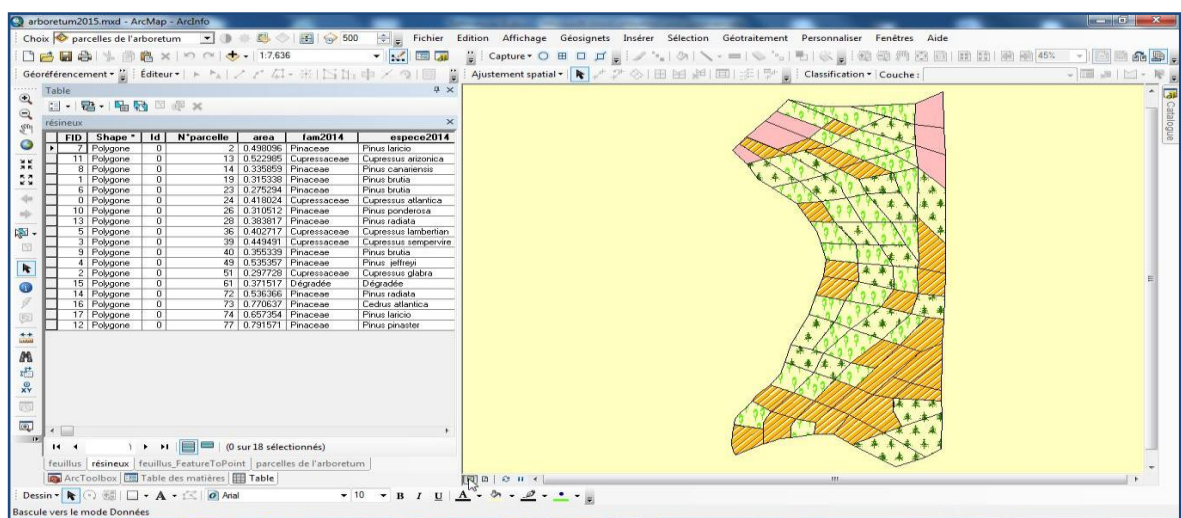 arboretum2015.mxd - ArcMap - ArcInfo
Choix parcelles de l'arboretum 500 Fichier Edition Affichage Géosignets Insérer Sélection Géotraitement Personnaliser Fenêtres Aide
1:7,636 Capture 45%
Géoréférencement Éditeur Ajustement spatial Classification Couche :
Table
Catalogue
résineux
FID Shape * Id N°parcelle area fam2014 espece2014
7 Polygone 0 2 0.498096 Pinaceae Pinus laricio
11 Polygone 0 13 0.522985 Cupressaceae Cupressus arizonica
8 Polygone 0 14 0.335859 Pinaceae Pinus canariensis
1 Polygone 0 19 0.315338 Pinaceae Pinus brutia
6 Polygone 0 23 0.275294 Pinaceae Pinus brutia
0 Polygone 0 24 0.418024 Cupressaceae Cupressus atlantica
10 Polygone 0 26 0.310512 Pinaceae Pinus ponderosa
13 Polygone 0 28 0.383817 Pinaceae Pinus radiata
5 Polygone 0 36 0.402717 Cupressaceae Cupressus lambertian
3 Polygone 0 39 0.449491 Cupressaceae Cupressus sempervire
9 Polygone 0 40 0.355339 Pinaceae Pinus brutia
4 Polygone 0 49 0.535357 Pinaceae Pinus jeffreyi
2 Polygone 0 51 0.297728 Cupressaceae Cupressus glabra
15 Polygone 0 61 0.371517 Dégradée Dégradée
14 Polygone 0 72 0.536366 Pinaceae Pinus radiata
16 Polygone 0 73 0.770637 Pinaceae Cedrus atlantica
17 Polygone 0 74 0.657354 Pinaceae Pinus laricio
12 Polygone 0 77 0.791571 Pinaceae Pinus pinaster
(0 sur 18 sélectionnés)
feuillus résineux feuillus_FeatureToPoint parcelles de l'arboretum
ArcToolbox Table des matières Table
Dessin A Arial 10 B I U A
Bascule vers le mode Données